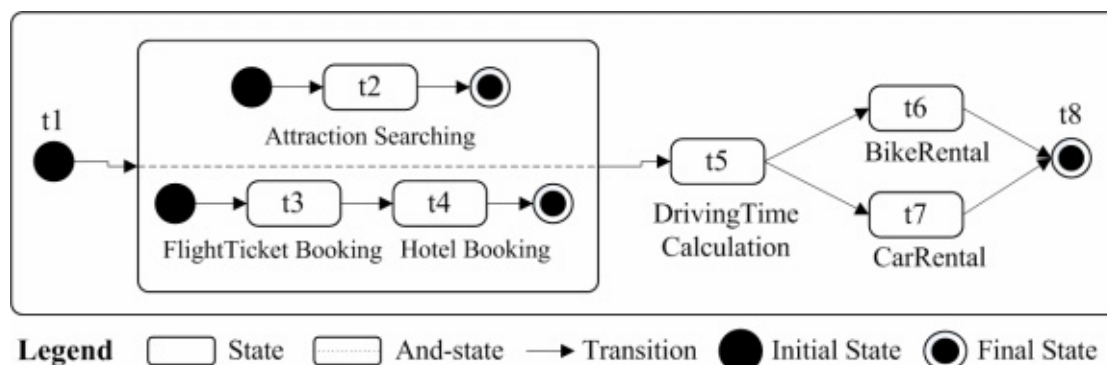 t1
t2
Attraction Searching
t3
t4
FlightTicket Booking
Hotel Booking
t5
DrivingTime
Calculation
t6
BikeRental
t7
CarRental
t8
Legend State And-state Transition Initial State Final State